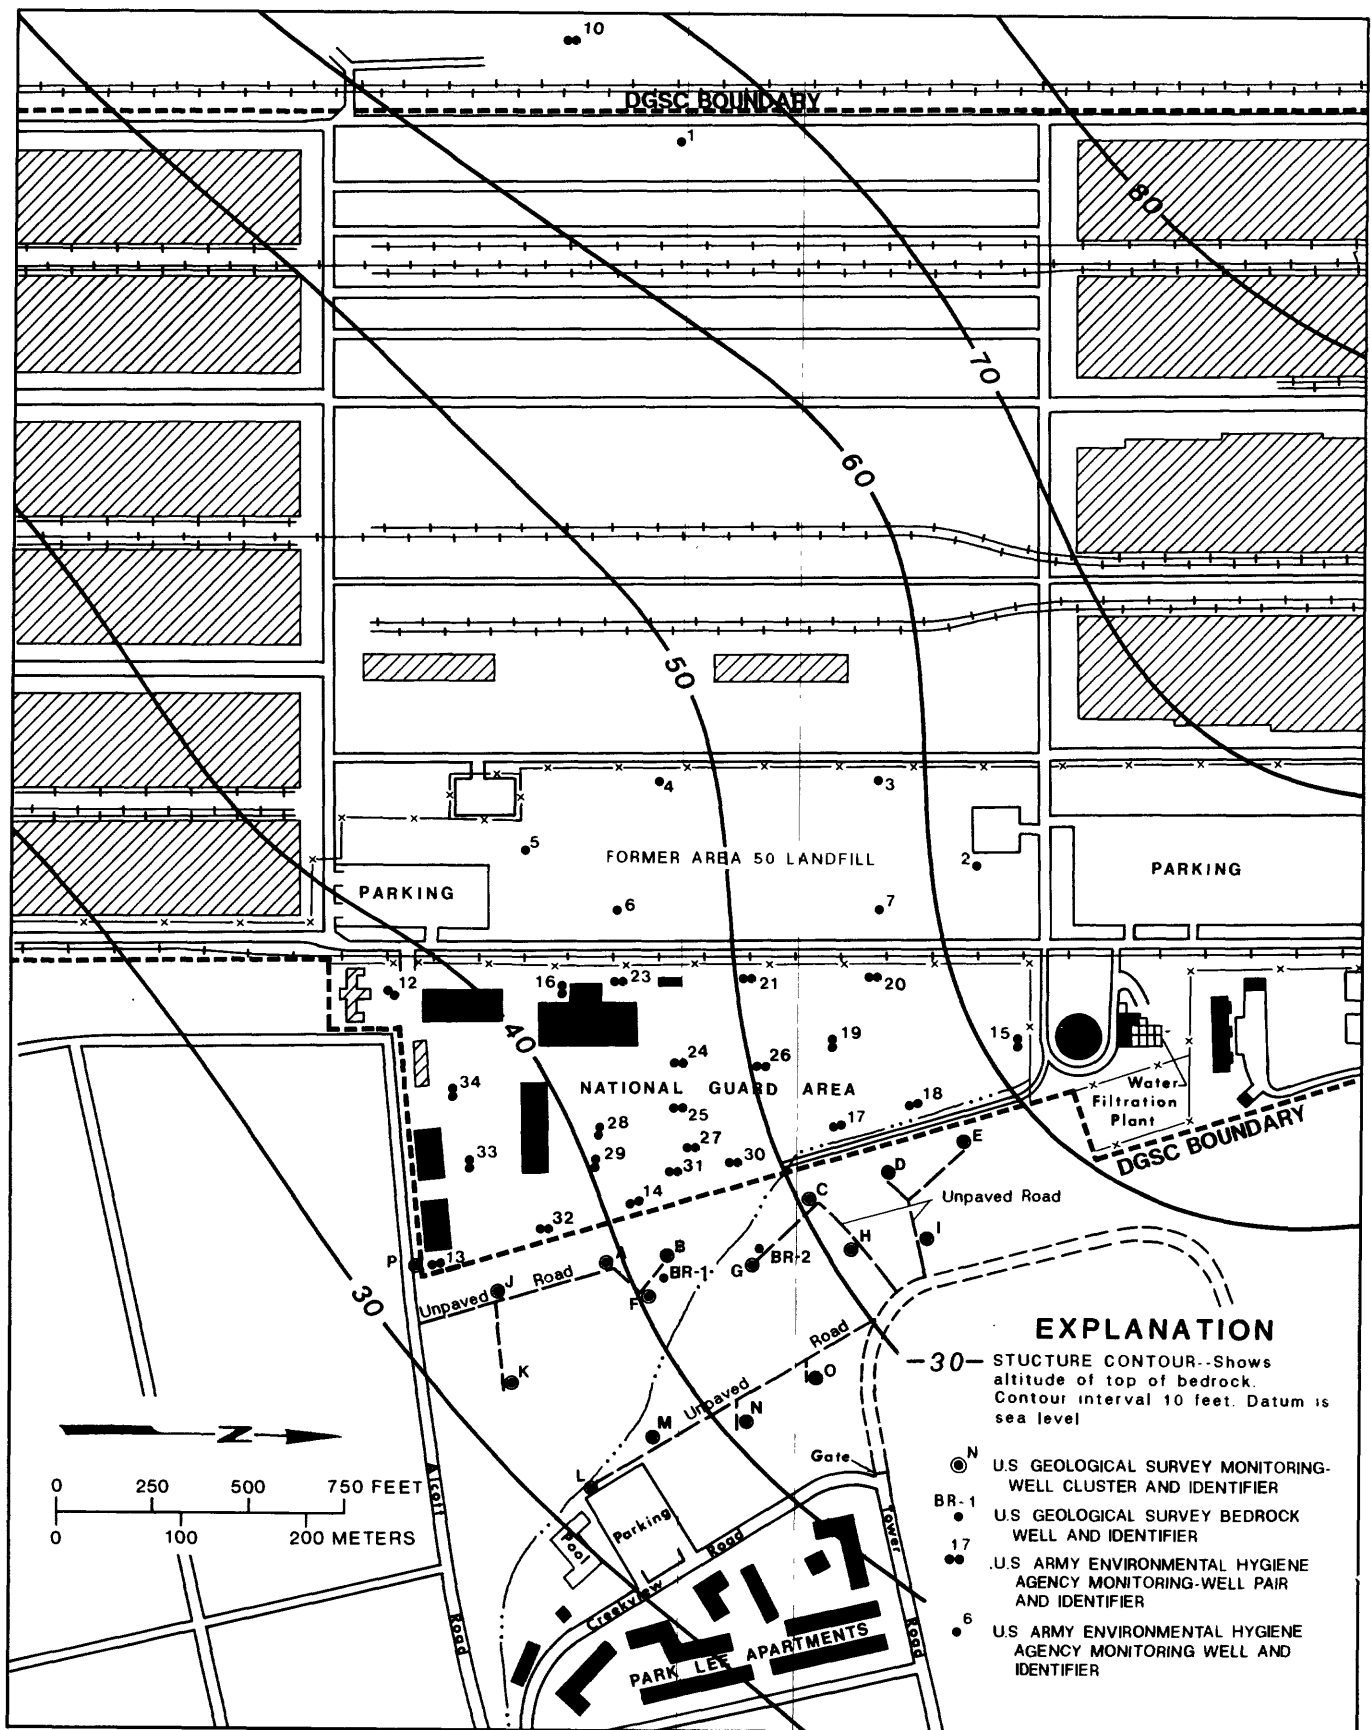 10
DGSC BOUNDARY
1
80
70
60
50
4
3
5
FORMER AREA 50 LANDFILL
2
PARKING
PARKING
6
7
12
16
23
21
20
40
19
15
24
26
NATIONAL GUARD AREA
Water
Filtration
Plant
34
25
18
28
17
27
DGSC BOUNDARY
33
29
31
30
E
D
14
C
Unpaved Road
32
H
I
P
13
A
B
BR-1
G
BR-2
J
Unpaved Road
F
30
K
Unpaved Road
O
N
M
L
Gate
EXPLANATION
-30- STUCTURE CONTOUR--Shows
altitude of top of bedrock.
Contour interval 10 feet. Datum is
sea level
N U.S GEOLOGICAL SURVEY MONITORING-
WELL CLUSTER AND IDENTIFIER
BR-1 U.S GEOLOGICAL SURVEY BEDROCK
WELL AND IDENTIFIER
17 .U.S ARMY ENVIRONMENTAL HYGIENE
AGENCY MONITORING-WELL PAIR
AND IDENTIFIER
6 U.S ARMY ENVIRONMENTAL HYGIENE
AGENCY MONITORING WELL AND
IDENTIFIER
N
0 250 500 750 FEET
0 100 200 METERS
Alcott Road
Parking
Pool
Creekview Road
Tower Road
PARK LEE APARTMENTS